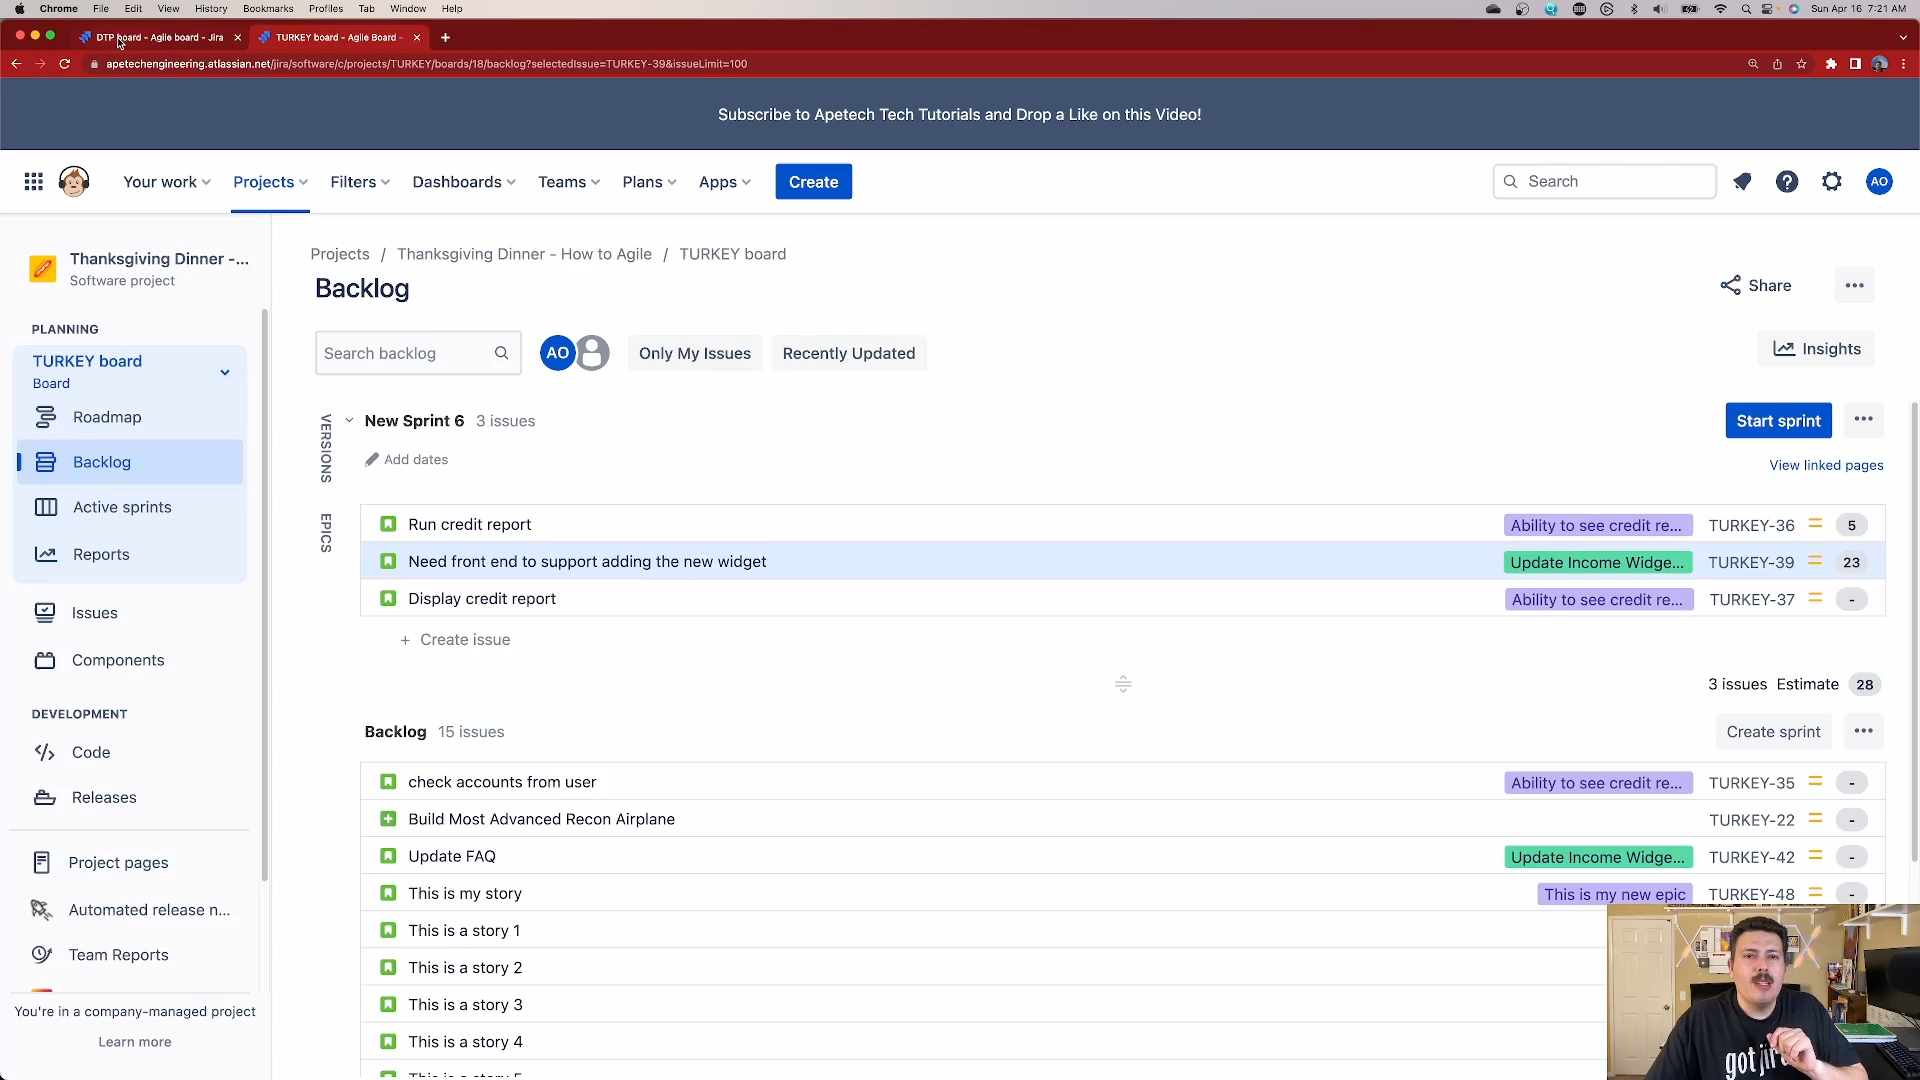 Chrome File Edit View History Bookmarks Profiles Tab Window Help
Sun Apr 16 7:21 AM
DTP board - Agile board - Jira
TURKEY board - Agile Board -
apetechengineering.atlassian.net/jira/software/c/projects/TURKEY/boards/18/backlog?selectedIssue=TURKEY-39&issueLimit=100
Subscribe to Apetech Tech Tutorials and Drop a Like on this Video!
Your work Projects Filters Dashboards Teams Plans Apps Create
Search
AO
Thanksgiving Dinner -...
Software project
PLANNING
TURKEY board
Board
Roadmap
Backlog
Active sprints
Reports
Issues
Components
DEVELOPMENT
Code
Releases
Project pages
Automated release n...
Team Reports
You're in a company-managed project
Learn more
Projects / Thanksgiving Dinner - How to Agile / TURKEY board
Backlog
Share
Search backlog
AO
Only My Issues
Recently Updated
Insights
VERSIONS
EPICS
New Sprint 6 3 issues
Start sprint
Add dates
View linked pages
Run credit report Ability to see credit re... TURKEY-36 5
Need front end to support adding the new widget Update Income Widge... TURKEY-39 23
Display credit report Ability to see credit re... TURKEY-37 -
+ Create issue
3 issues Estimate 28
Backlog 15 issues
Create sprint
check accounts from user Ability to see credit re... TURKEY-35 -
Build Most Advanced Recon Airplane TURKEY-22 -
Update FAQ Update Income Widge... TURKEY-42 -
This is my story This is my new epic TURKEY-48 -
This is a story 1
This is a story 2
This is a story 3
This is a story 4
got